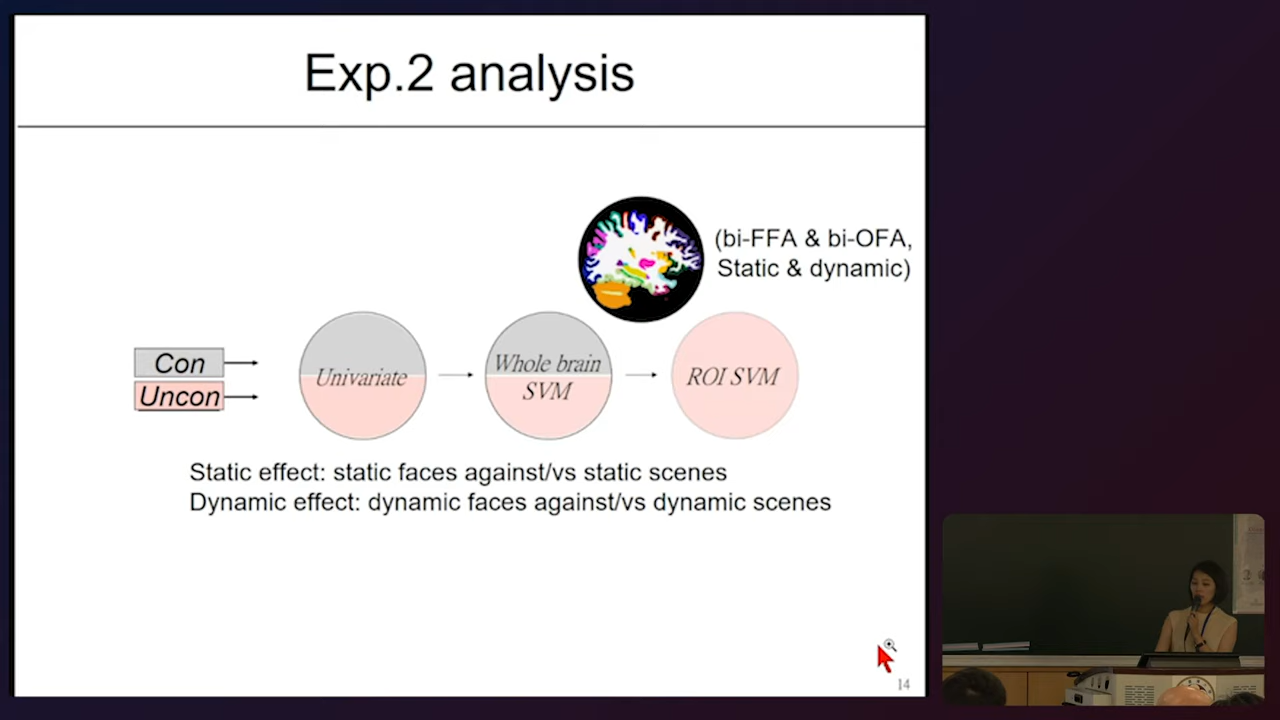 Exp.2 analysis
(bi-FFA & bi-OFA,
Static & dynamic)
Con
Uncon
Univariate
Whole brain
SVM
ROI SVM
Static effect: static faces against/vs static scenes
Dynamic effect: dynamic faces against/vs dynamic scenes
14